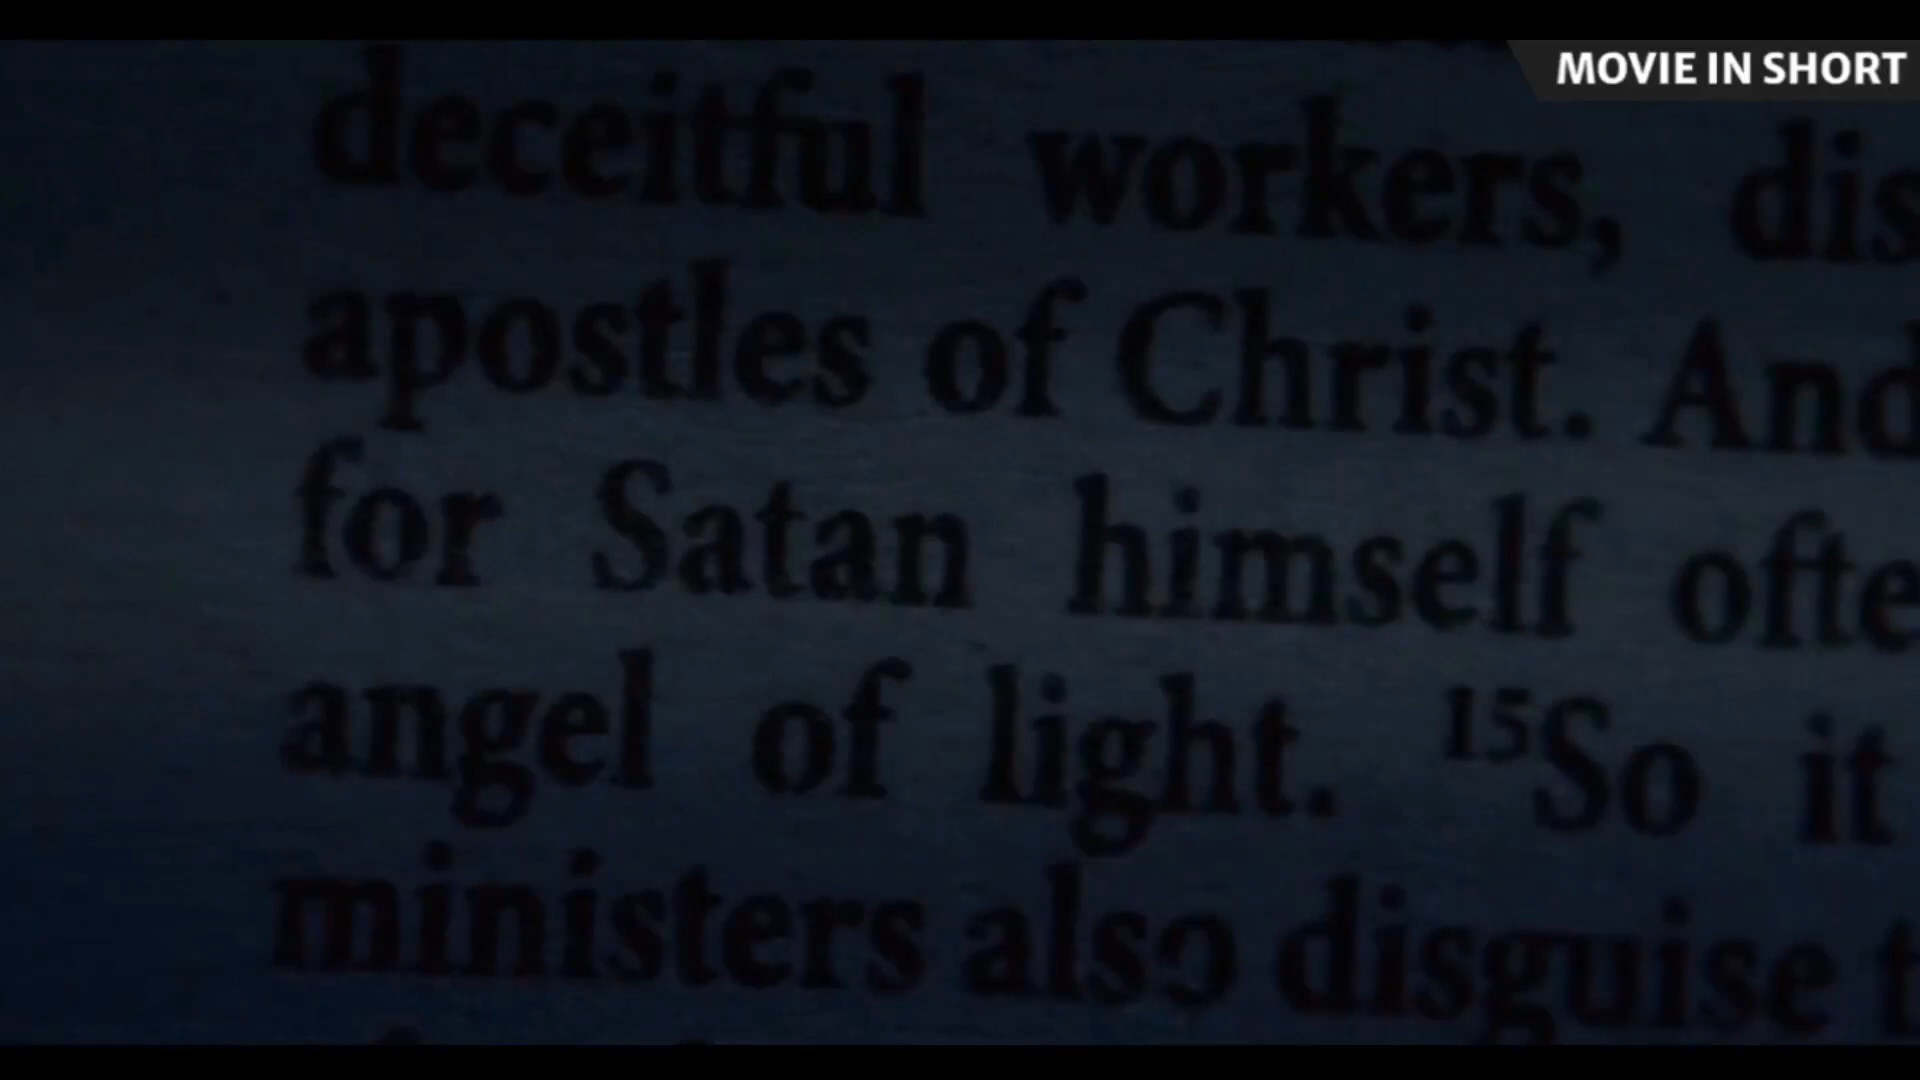 MOVIE IN SHORT
deceitful workers, dis
apostles of Christ. And
for Satan himself ofte
angel of light. 15So it
ministers also disguise t